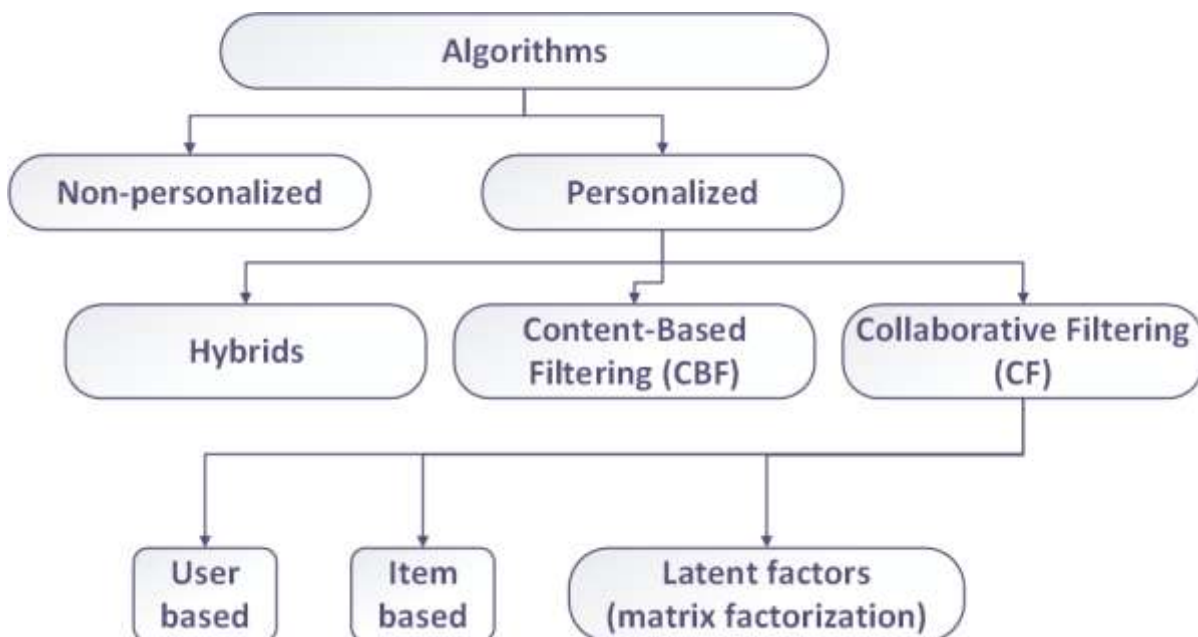 Algorithms
Non-personalized
Personalized
Hybrids
Content-Based
Filtering (CBF)
Collaborative Filtering
(CF)
User
based
Item
based
Latent factors
(matrix factorization)